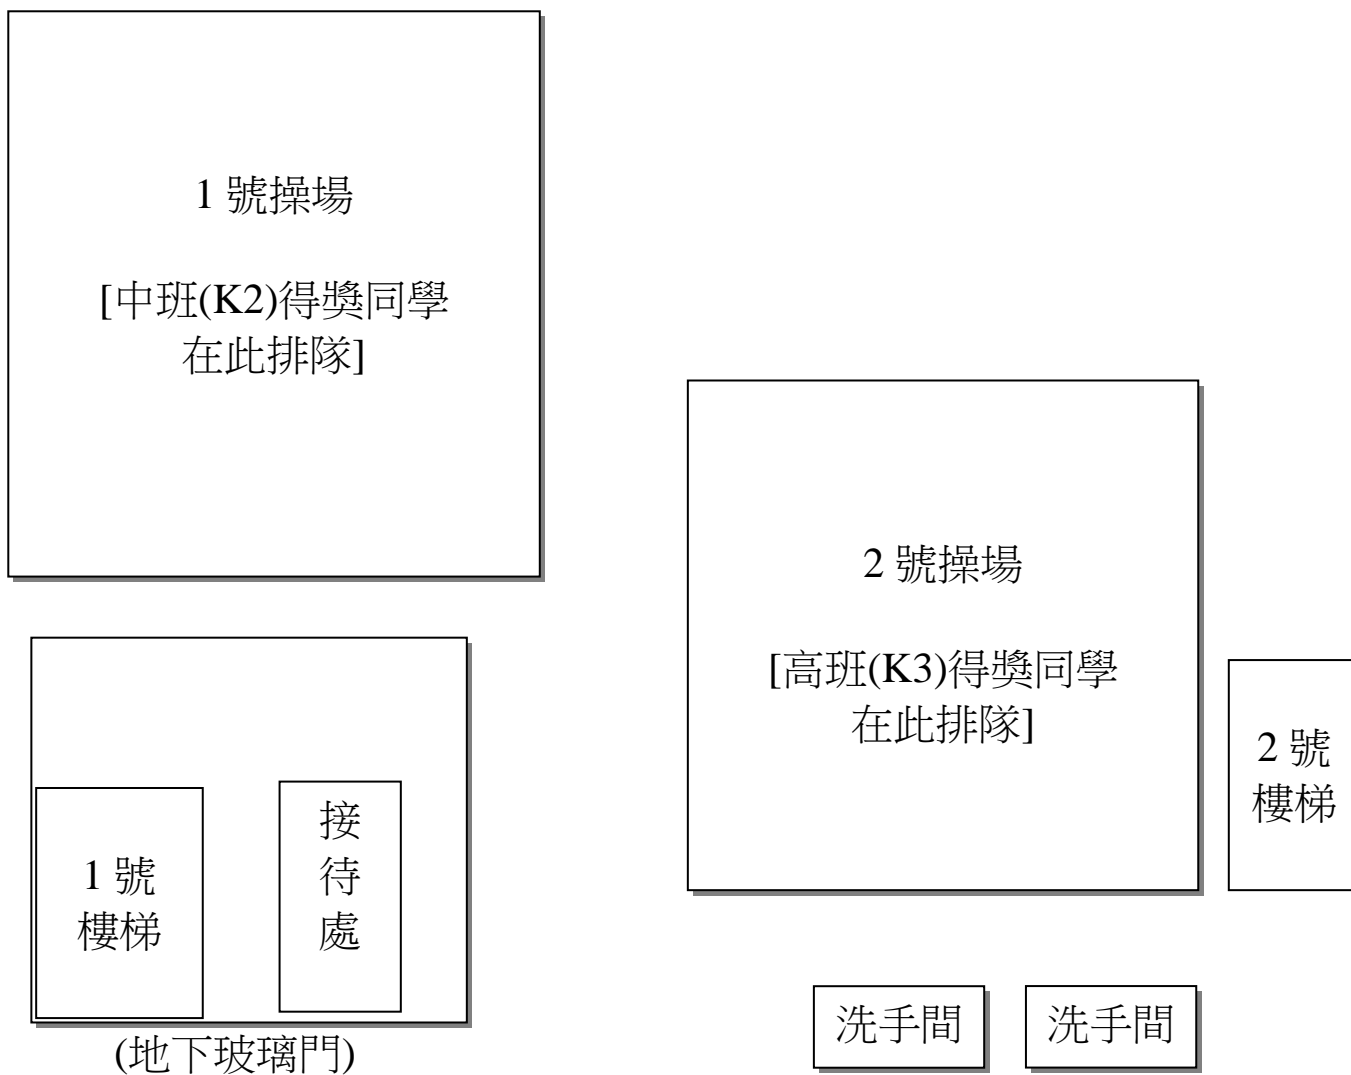 1 號操場
[中班(K2)得獎同學
在此排隊]
2 號操場
[高班(K3)得獎同學
在此排隊]
2 號
樓梯
1 號
樓梯
接
待
處
(地下玻璃門)
洗手間
洗手間